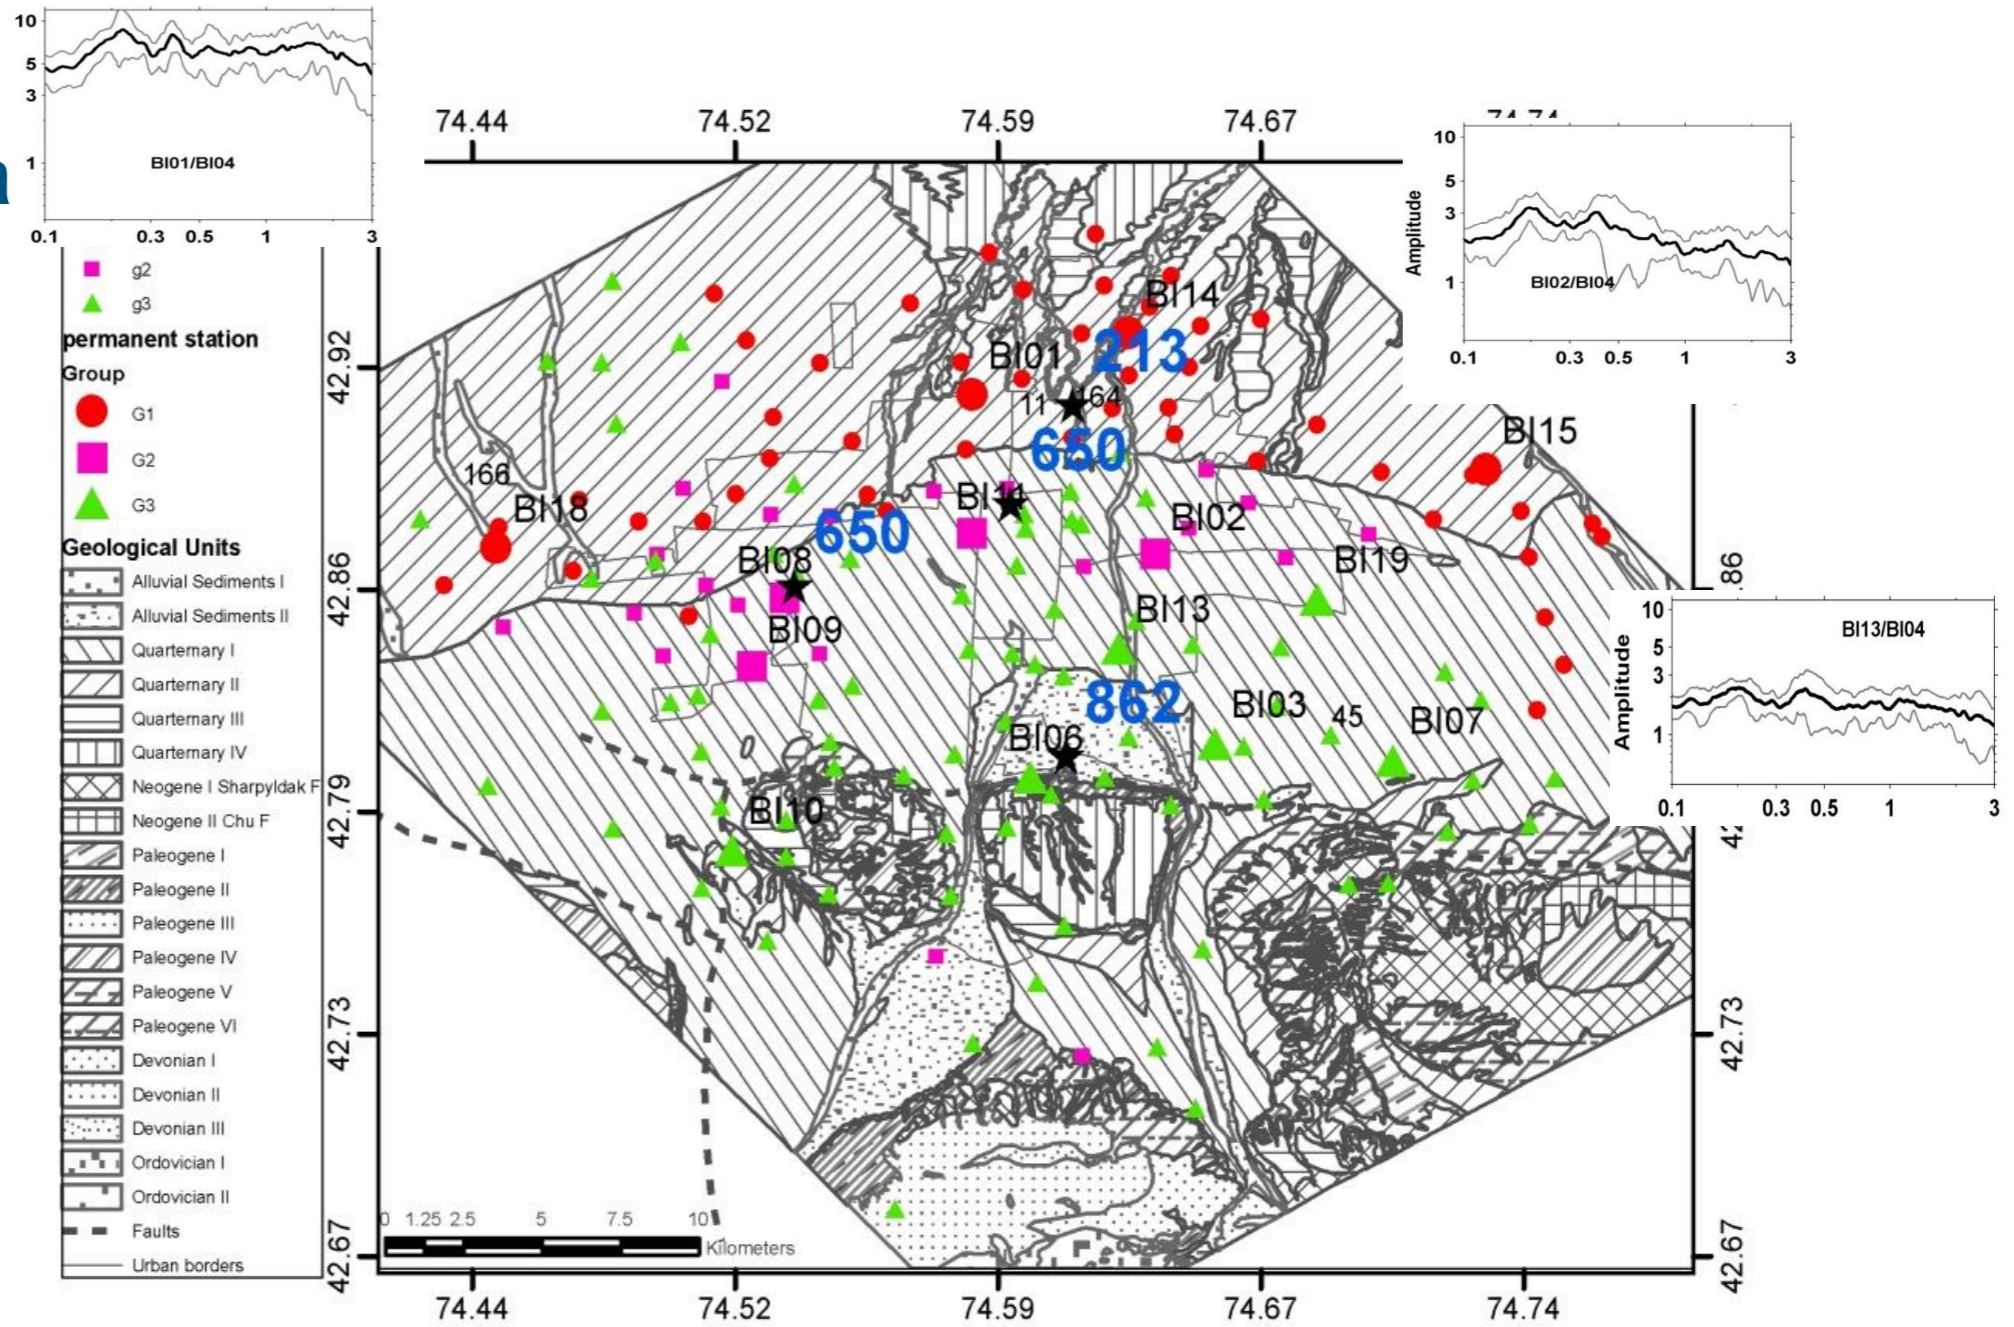 10
5
3
1
BI01/BI04
0.1 0.3 0.5 1 3
g2
g3
permanent station
Group
G1
G2
G3
Geological Units
Alluvial Sediments I
Alluvial Sediments II
Quarternary I
Quarternary II
Quarternary III
Quarternary IV
Neogene I Sharpyldak F
Neogene II Chu F
Paleogene I
Paleogene II
Paleogene III
Paleogene IV
Paleogene V
Paleogene VI
Devonian I
Devonian II
Devonian III
Ordovician I
Ordovician II
Faults
Urban borders
74.44 74.52 74.59 74.67
42.92
42.86
42.79
42.73
42.67
BI14
213
BI01
11 164
650
BI15
166
BI18
BI11
BI02
650
BI08
BI19
BI09
BI13
862
BI03
45
BI07
BI06
BI10
0 1.25 2.5 5 7.5 10
Kilometers
74.44 74.52 74.59 74.67 74.74
10
5
3
1
Amplitude
BI02/BI04
0.1 0.3 0.5 1 3
.86
10
5
3
1
Amplitude
BI13/BI04
0.1 0.3 0.5 1 3
42.73
42.67